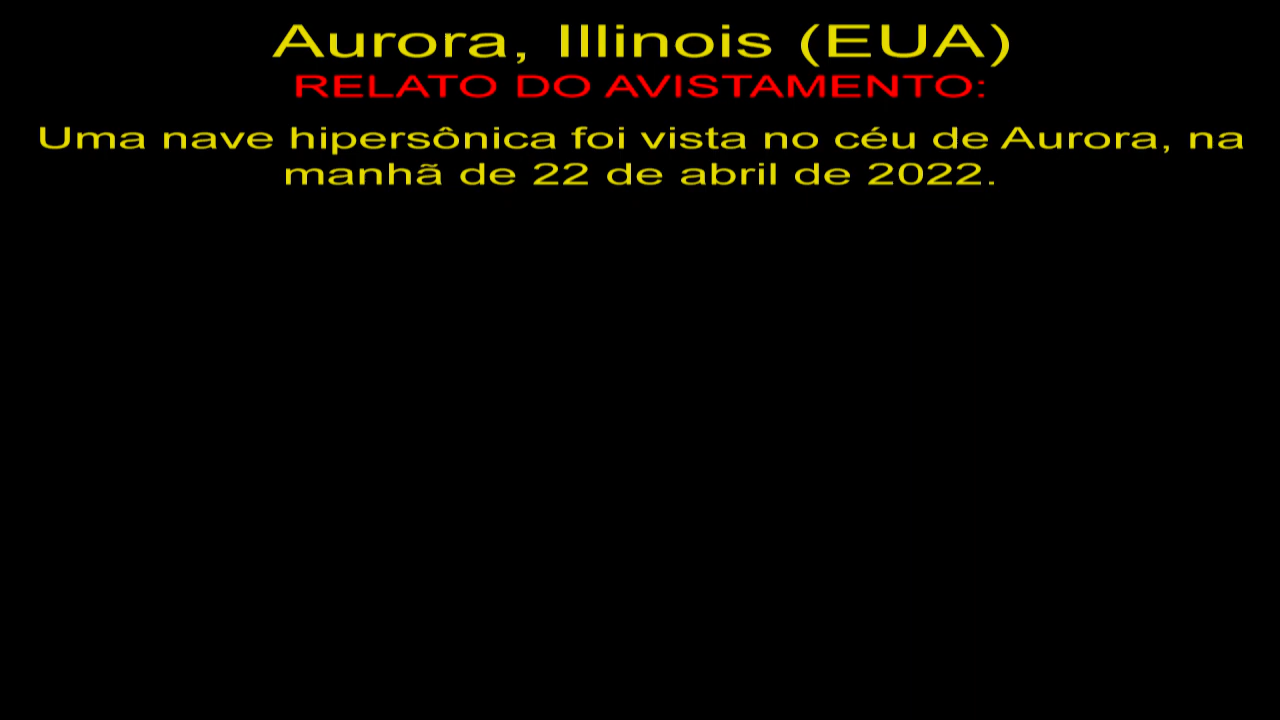 Aurora, Illinois (EUA)
RELATO DO AVISTAMENTO:
Uma nave hipersônica foi vista no céu de Aurora, na
manhã de 22 de abril de 2022.